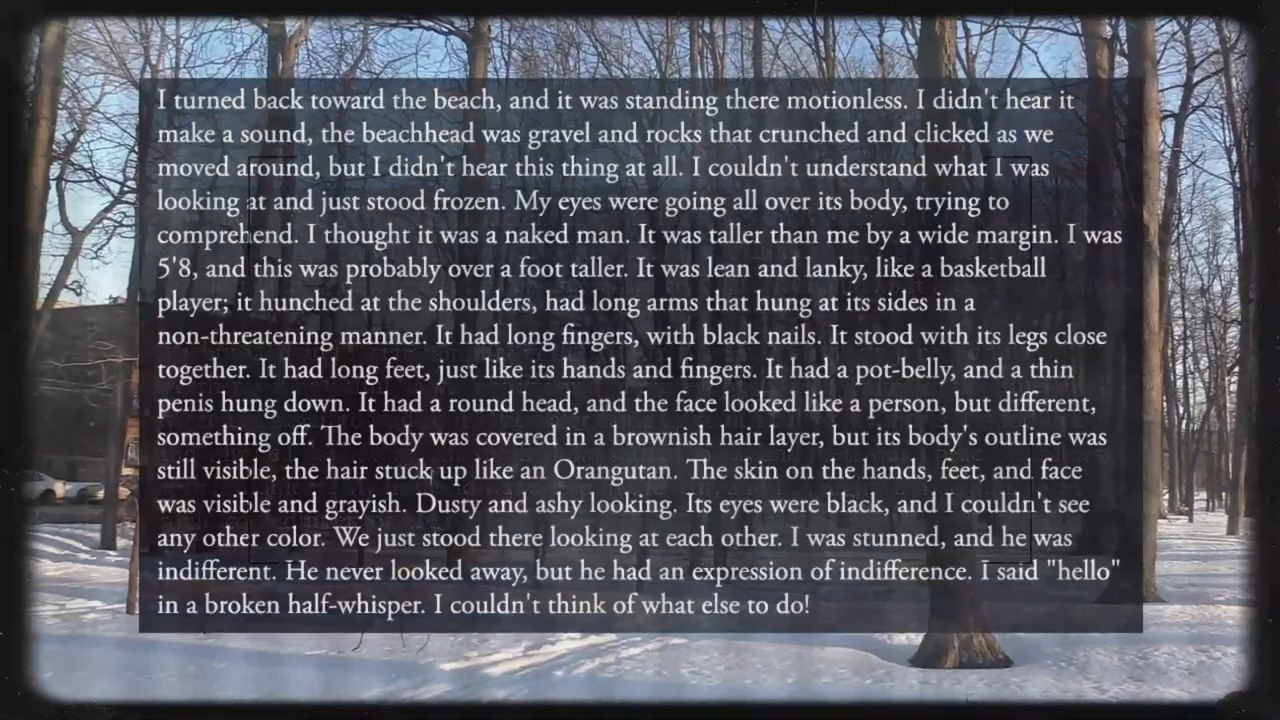 I turned back toward the beach, and it was standing there motionless. I didn't hear it
make a sound, the beachhead was gravel and rocks that crunched and clicked as we
moved around, but I didn't hear this thing at all. I couldn't understand what I was
looking at and just stood frozen. My eyes were going all over its body, trying to
comprehend. I thought it was a naked man. It was taller than me by a wide margin. I was
5'8, and this was probably over a foot taller. It was lean and lanky, like a basketball
player; it hunched at the shoulders, had long arms that hung at its sides in a
non-threatening manner. It had long fingers, with black nails. It stood with its legs close
together. It had long feet, just like its hands and fingers. It had a pot-belly, and a thin
penis hung down. It had a round head, and the face looked like a person, but different,
something off. The body was covered in a brownish hair layer, but its body's outline was
still visible, the hair stuck up like an Orangutan. The skin on the hands, feet, and face
was visible and grayish. Dusty and ashy looking. Its eyes were black, and I couldn't see
any other color. We just stood there looking at each other. I was stunned, and he was
indifferent. He never looked away, but he had an expression of indifference. I said "hello"
in a broken half-whisper. I couldn't think of what else to do!